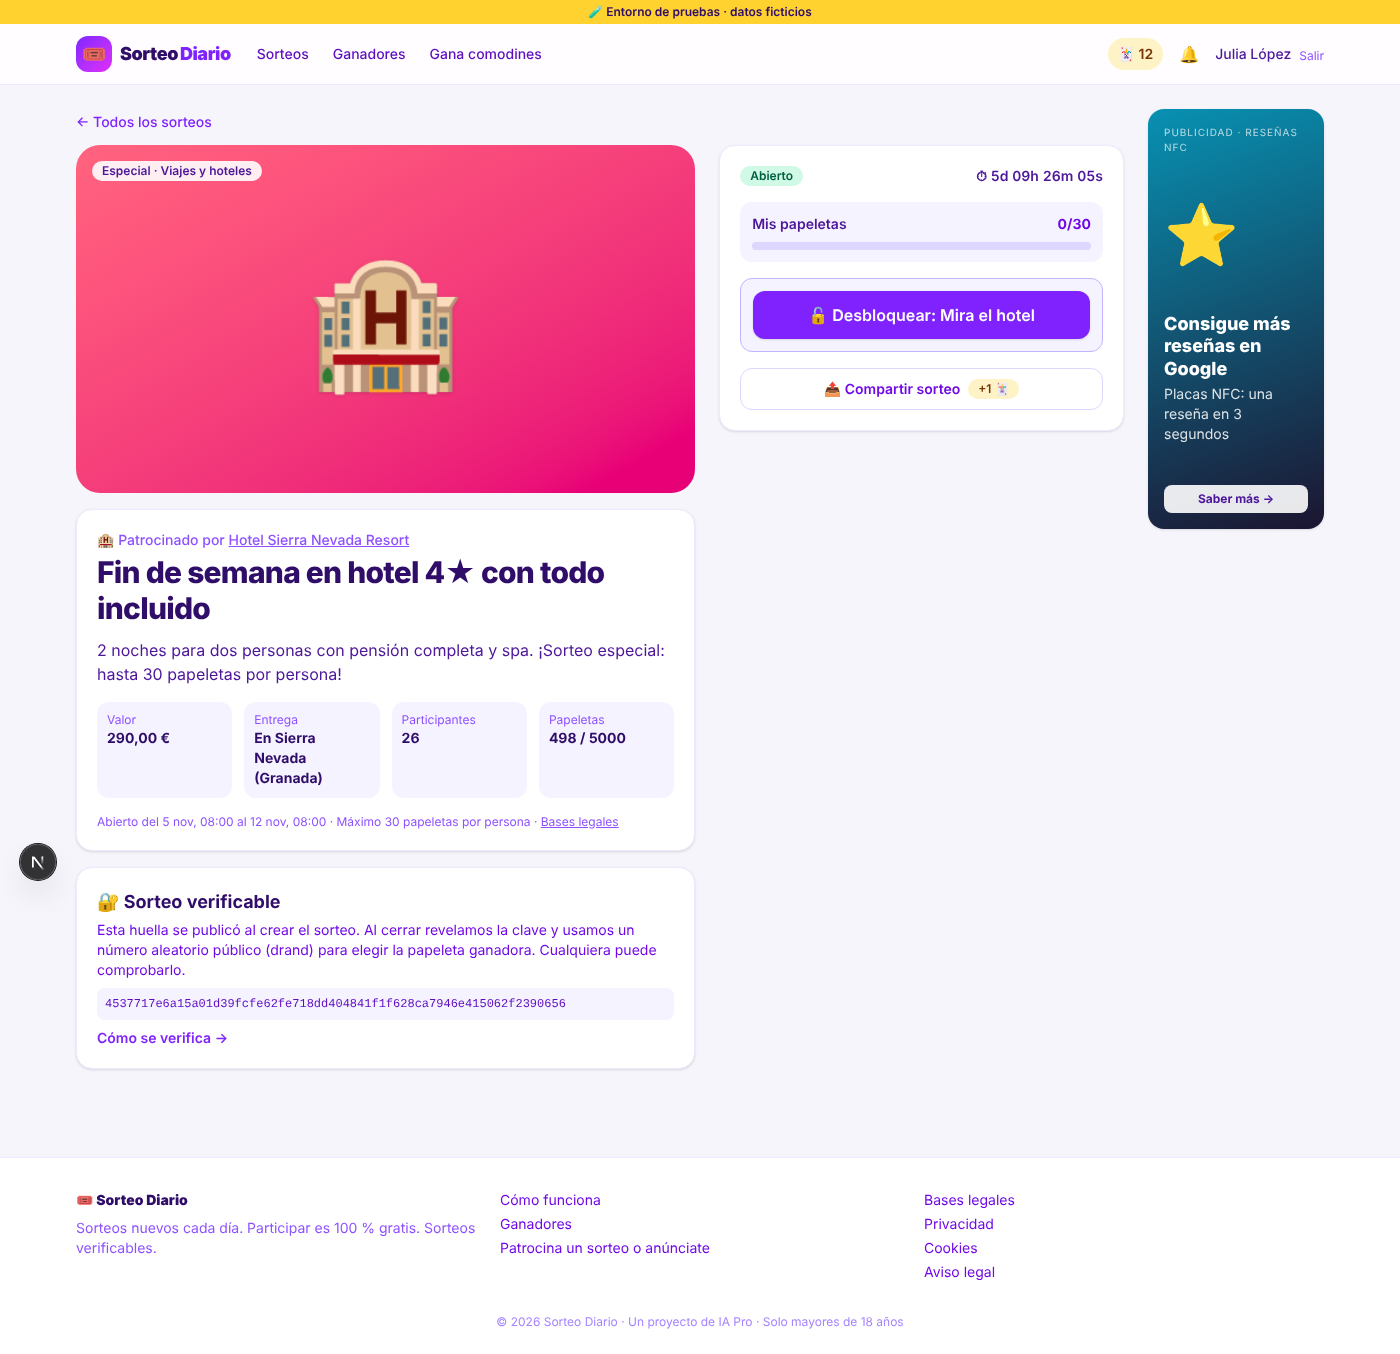 Entorno de pruebas · datos ficticios
Sorteo Diario
Sorteos
Ganadores
Gana comodines
12
Julia López
Salir
← Todos los sorteos
Especial · Viajes y hoteles
H
Patrocinado por Hotel Sierra Nevada Resort
Fin de semana en hotel 4★ con todo
incluido
2 noches para dos personas con pensión completa y spa. ¡Sorteo especial:
hasta 30 papeletas por persona!
Valor
290,00 €
Entrega
En Sierra
Nevada
(Granada)
Participantes
26
Papeletas
498 / 5000
Abierto del 5 nov, 08:00 al 12 nov, 08:00 · Máximo 30 papeletas por persona · Bases legales
Sorteo verificable
Esta huella se publicó al crear el sorteo. Al cerrar revelamos la clave y usamos un
número aleatorio público (drand) para elegir la papeleta ganadora. Cualquiera puede
comprobarlo.
4537717e6a15a01d39fcfe62fe718dd404841f1f628ca7946e415062f2390656
Cómo se verifica →
Abierto
5d 09h 26m 05s
Mis papeletas
0/30
Desbloquear: Mira el hotel
Compartir sorteo
+1
PUBLICIDAD · RESEÑAS
NFC
Consigue más
reseñas en
Google
Placas NFC: una
reseña en 3
segundos
Saber más →
N
Sorteo Diario
Sorteos nuevos cada día. Participar es 100 % gratis. Sorteos
verificables.
Cómo funciona
Ganadores
Patrocina un sorteo o anúnciate
Bases legales
Privacidad
Cookies
Aviso legal
© 2026 Sorteo Diario · Un proyecto de IA Pro · Solo mayores de 18 años